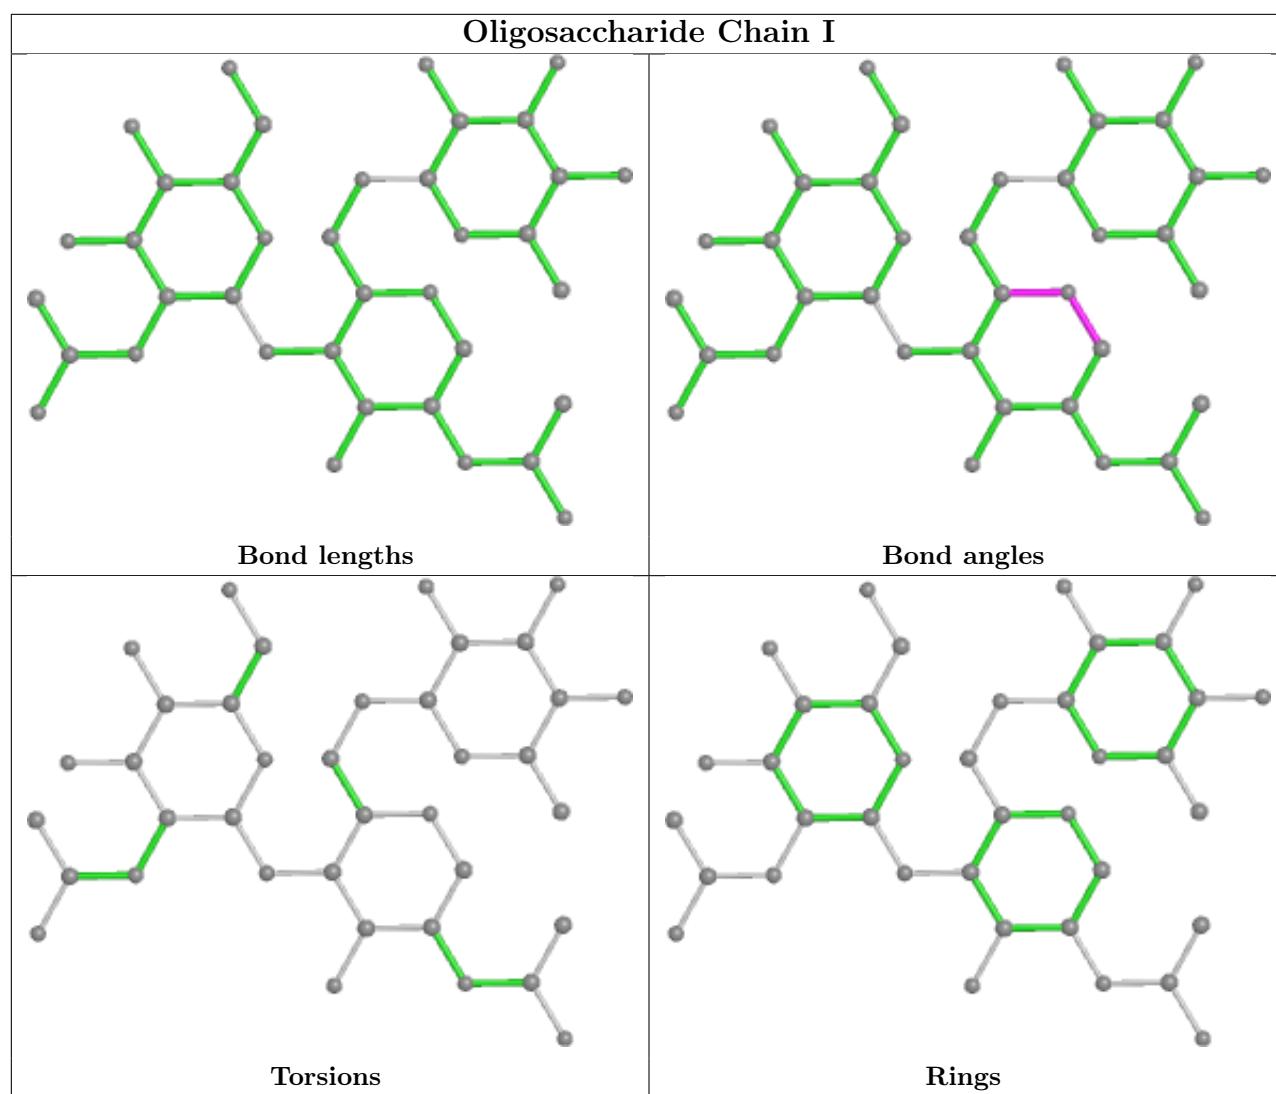 Oligosaccharide Chain I
Bond lengths
Bond angles
Torsions
Rings